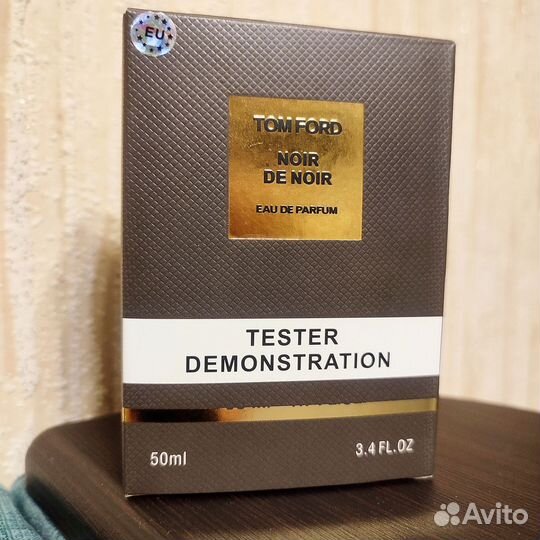 EU
TOM FORD
NOIR
DE NOIR
EAU DE PARFUM
TESTER
DEMONSTRATION
50ml 3.4 FL.OZ
Avito